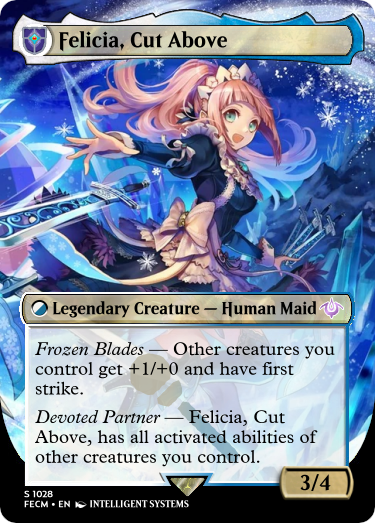 Felicia, Cut Above
Legendary Creature — Human Maid
Frozen Blades — Other creatures you
control get +1/+0 and have first
strike.
Devoted Partner — Felicia, Cut
Above, has all activated abilities of
other creatures you control.
3/4
S 1028
FECM • EN INTELLIGENT SYSTEMS